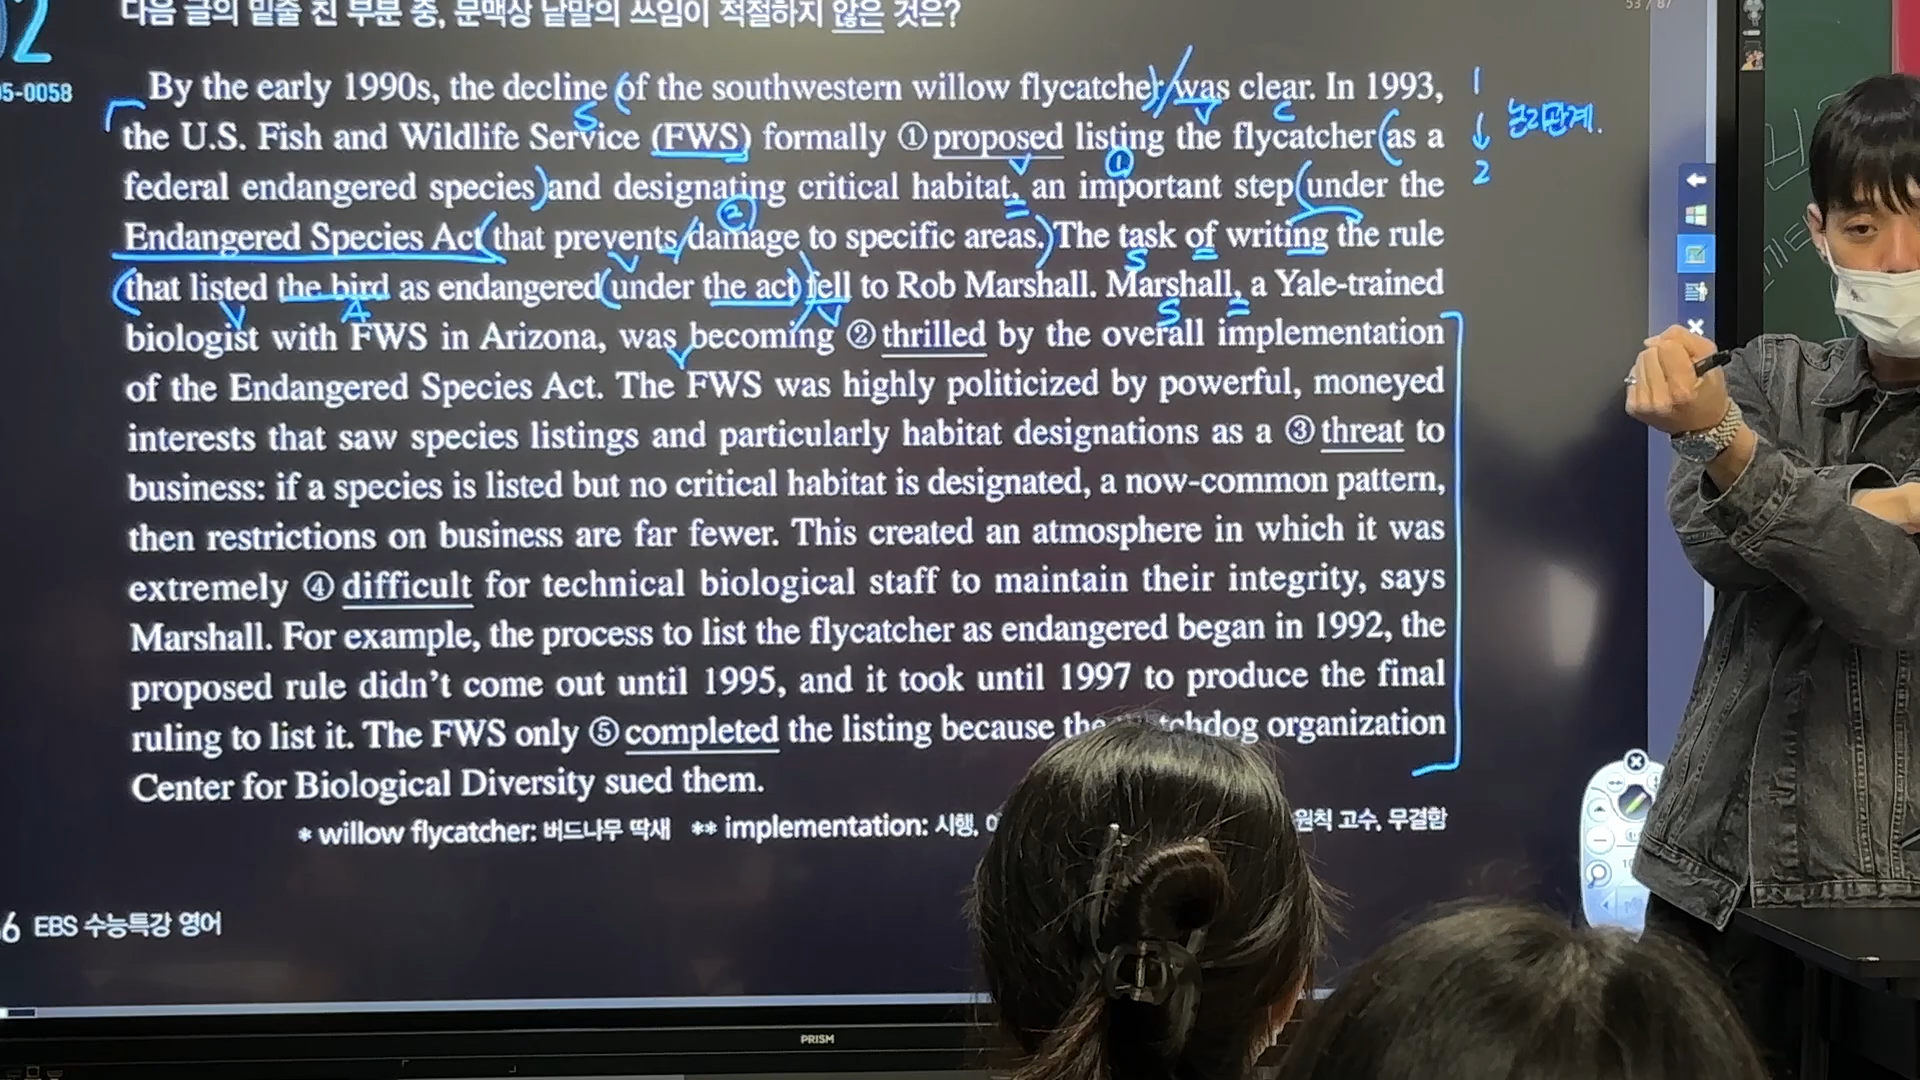 53 / 87
02
다음 글의 밑줄 친 부분 중, 문맥상 낱말의 쓰임이 적절하지 않은 것은?
5-0058
By the early 1990s, the decline of the southwestern willow flycatcher was clear. In 1993,
the U.S. Fish and Wildlife Service (FWS) formally ① proposed listing the flycatcher as a
federal endangered species and designating critical habitat, an important step under the
Endangered Species Act that prevents damage to specific areas. The task of writing the rule
that listed the bird as endangered under the act fell to Rob Marshall. Marshall, a Yale-trained
biologist with FWS in Arizona, was becoming ② thrilled by the overall implementation
of the Endangered Species Act. The FWS was highly politicized by powerful, moneyed
interests that saw species listings and particularly habitat designations as a ③ threat to
business: if a species is listed but no critical habitat is designated, a now-common pattern,
then restrictions on business are far fewer. This created an atmosphere in which it was
extremely ④ difficult for technical biological staff to maintain their integrity, says
Marshall. For example, the process to list the flycatcher as endangered began in 1992, the
proposed rule didn't come out until 1995, and it took until 1997 to produce the final
ruling to list it. The FWS only ⑤ completed the listing because the organization
Center for Biological Diversity sued them.
* willow flycatcher: 버드나무 딱새 ** implementation: 시행, 원칙 고수, 무결함
6 EBS 수능특강 영어
PRISM
1
↓ 논리관계.
2
S
S
C
①
②
S
A
S